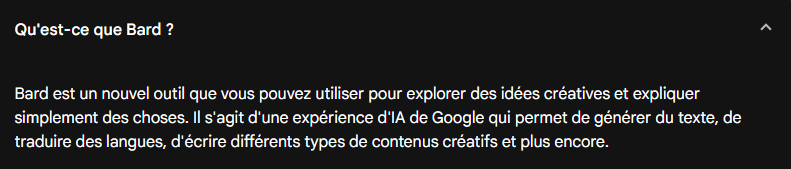 Qu'est-ce que Bard ?
Bard est un nouvel outil que vous pouvez utiliser pour explorer des idées créatives et expliquer
simplement des choses. Il s'agit d'une expérience d'IA de Google qui permet de générer du texte, de
traduire des langues, d'écrire différents types de contenus créatifs et plus encore.